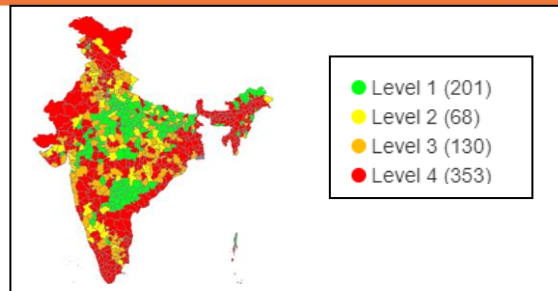 Level 1 (201)
Level 2 (68)
Level 3 (130)
Level 4 (353)